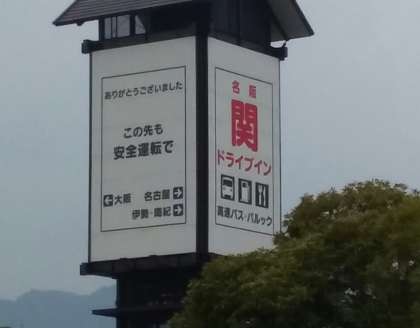 ありがとうございました
この先も
安全運転で
大阪 名古屋
伊勢・南紀
名阪
関
ドライブイン
高速バス・パルック